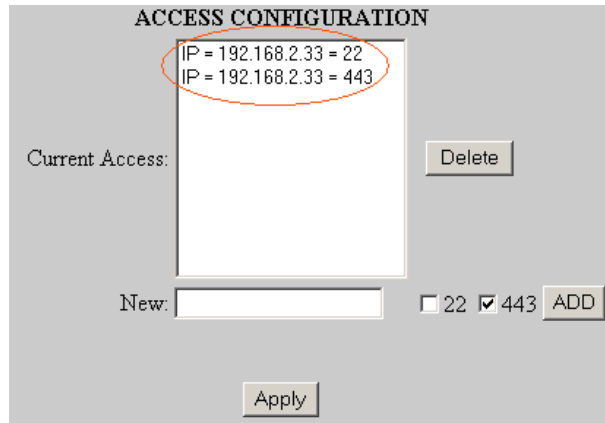 ACCESS CONFIGURATION
IP = 192.168.2.33 = 22
IP = 192.168.2.33 = 443
Current Access:
Delete
New:
22 443 ADD
Apply